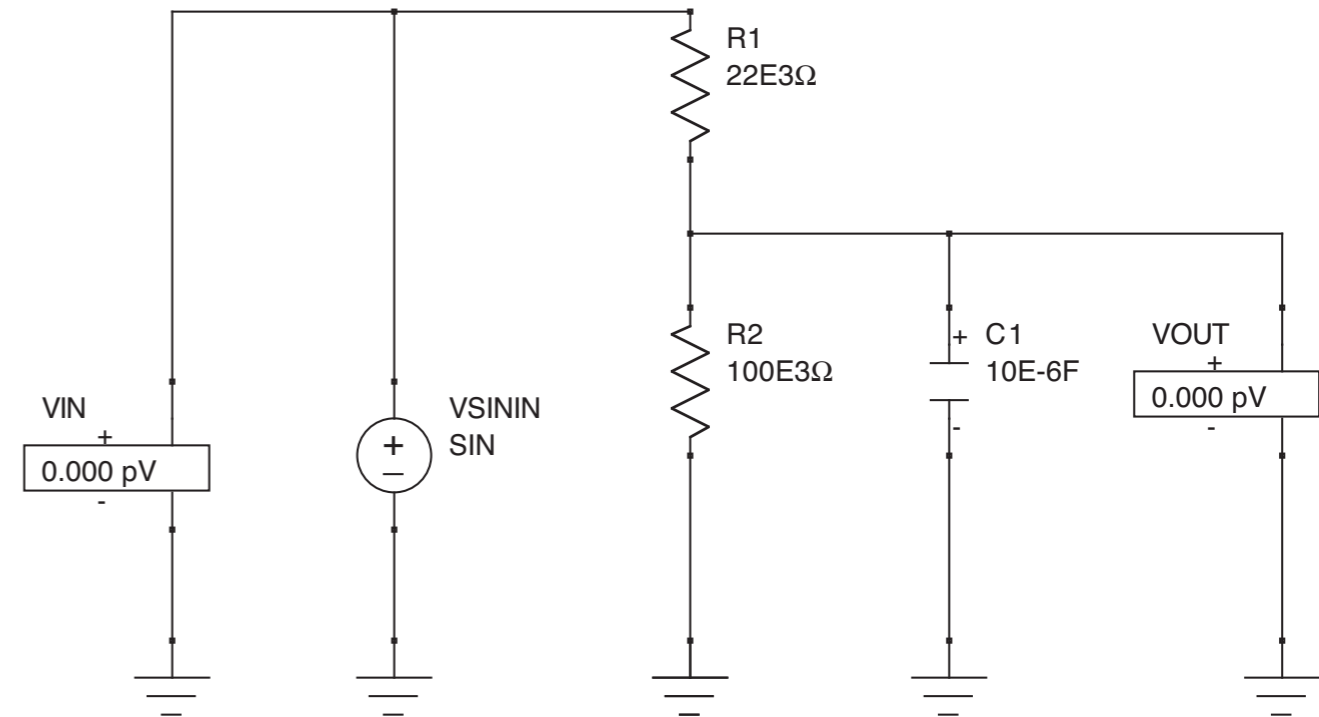 R1
22E3Ω
R2
100E3Ω
+ C1
10E-6F
-
VOUT
+
0.000 pV
-
VIN
+
0.000 pV
-
VSININ
SIN
+
−